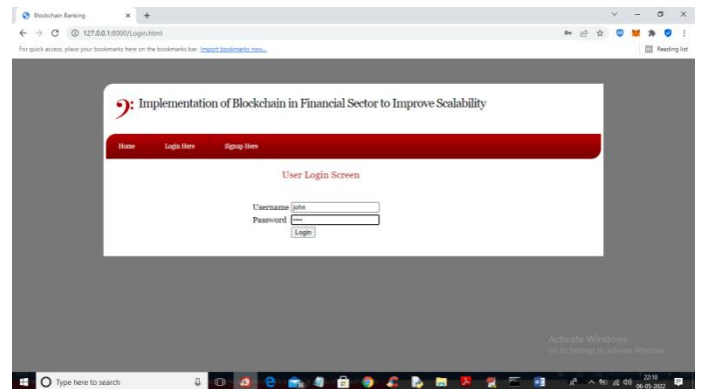 Blockchain Banking
127.0.0.1:8000/Login.html
For quick access, place your bookmarks here on the bookmarks bar. Import bookmarks now...
Reading list
Implementation of Blockchain in Financial Sector to Improve Scalability
Home Login Here Signup Here
User Login Screen
Username john
Password ••••
Login
Activate Windows
Go to Settings to activate Windows.
Type here to search
22:10
06-05-2022